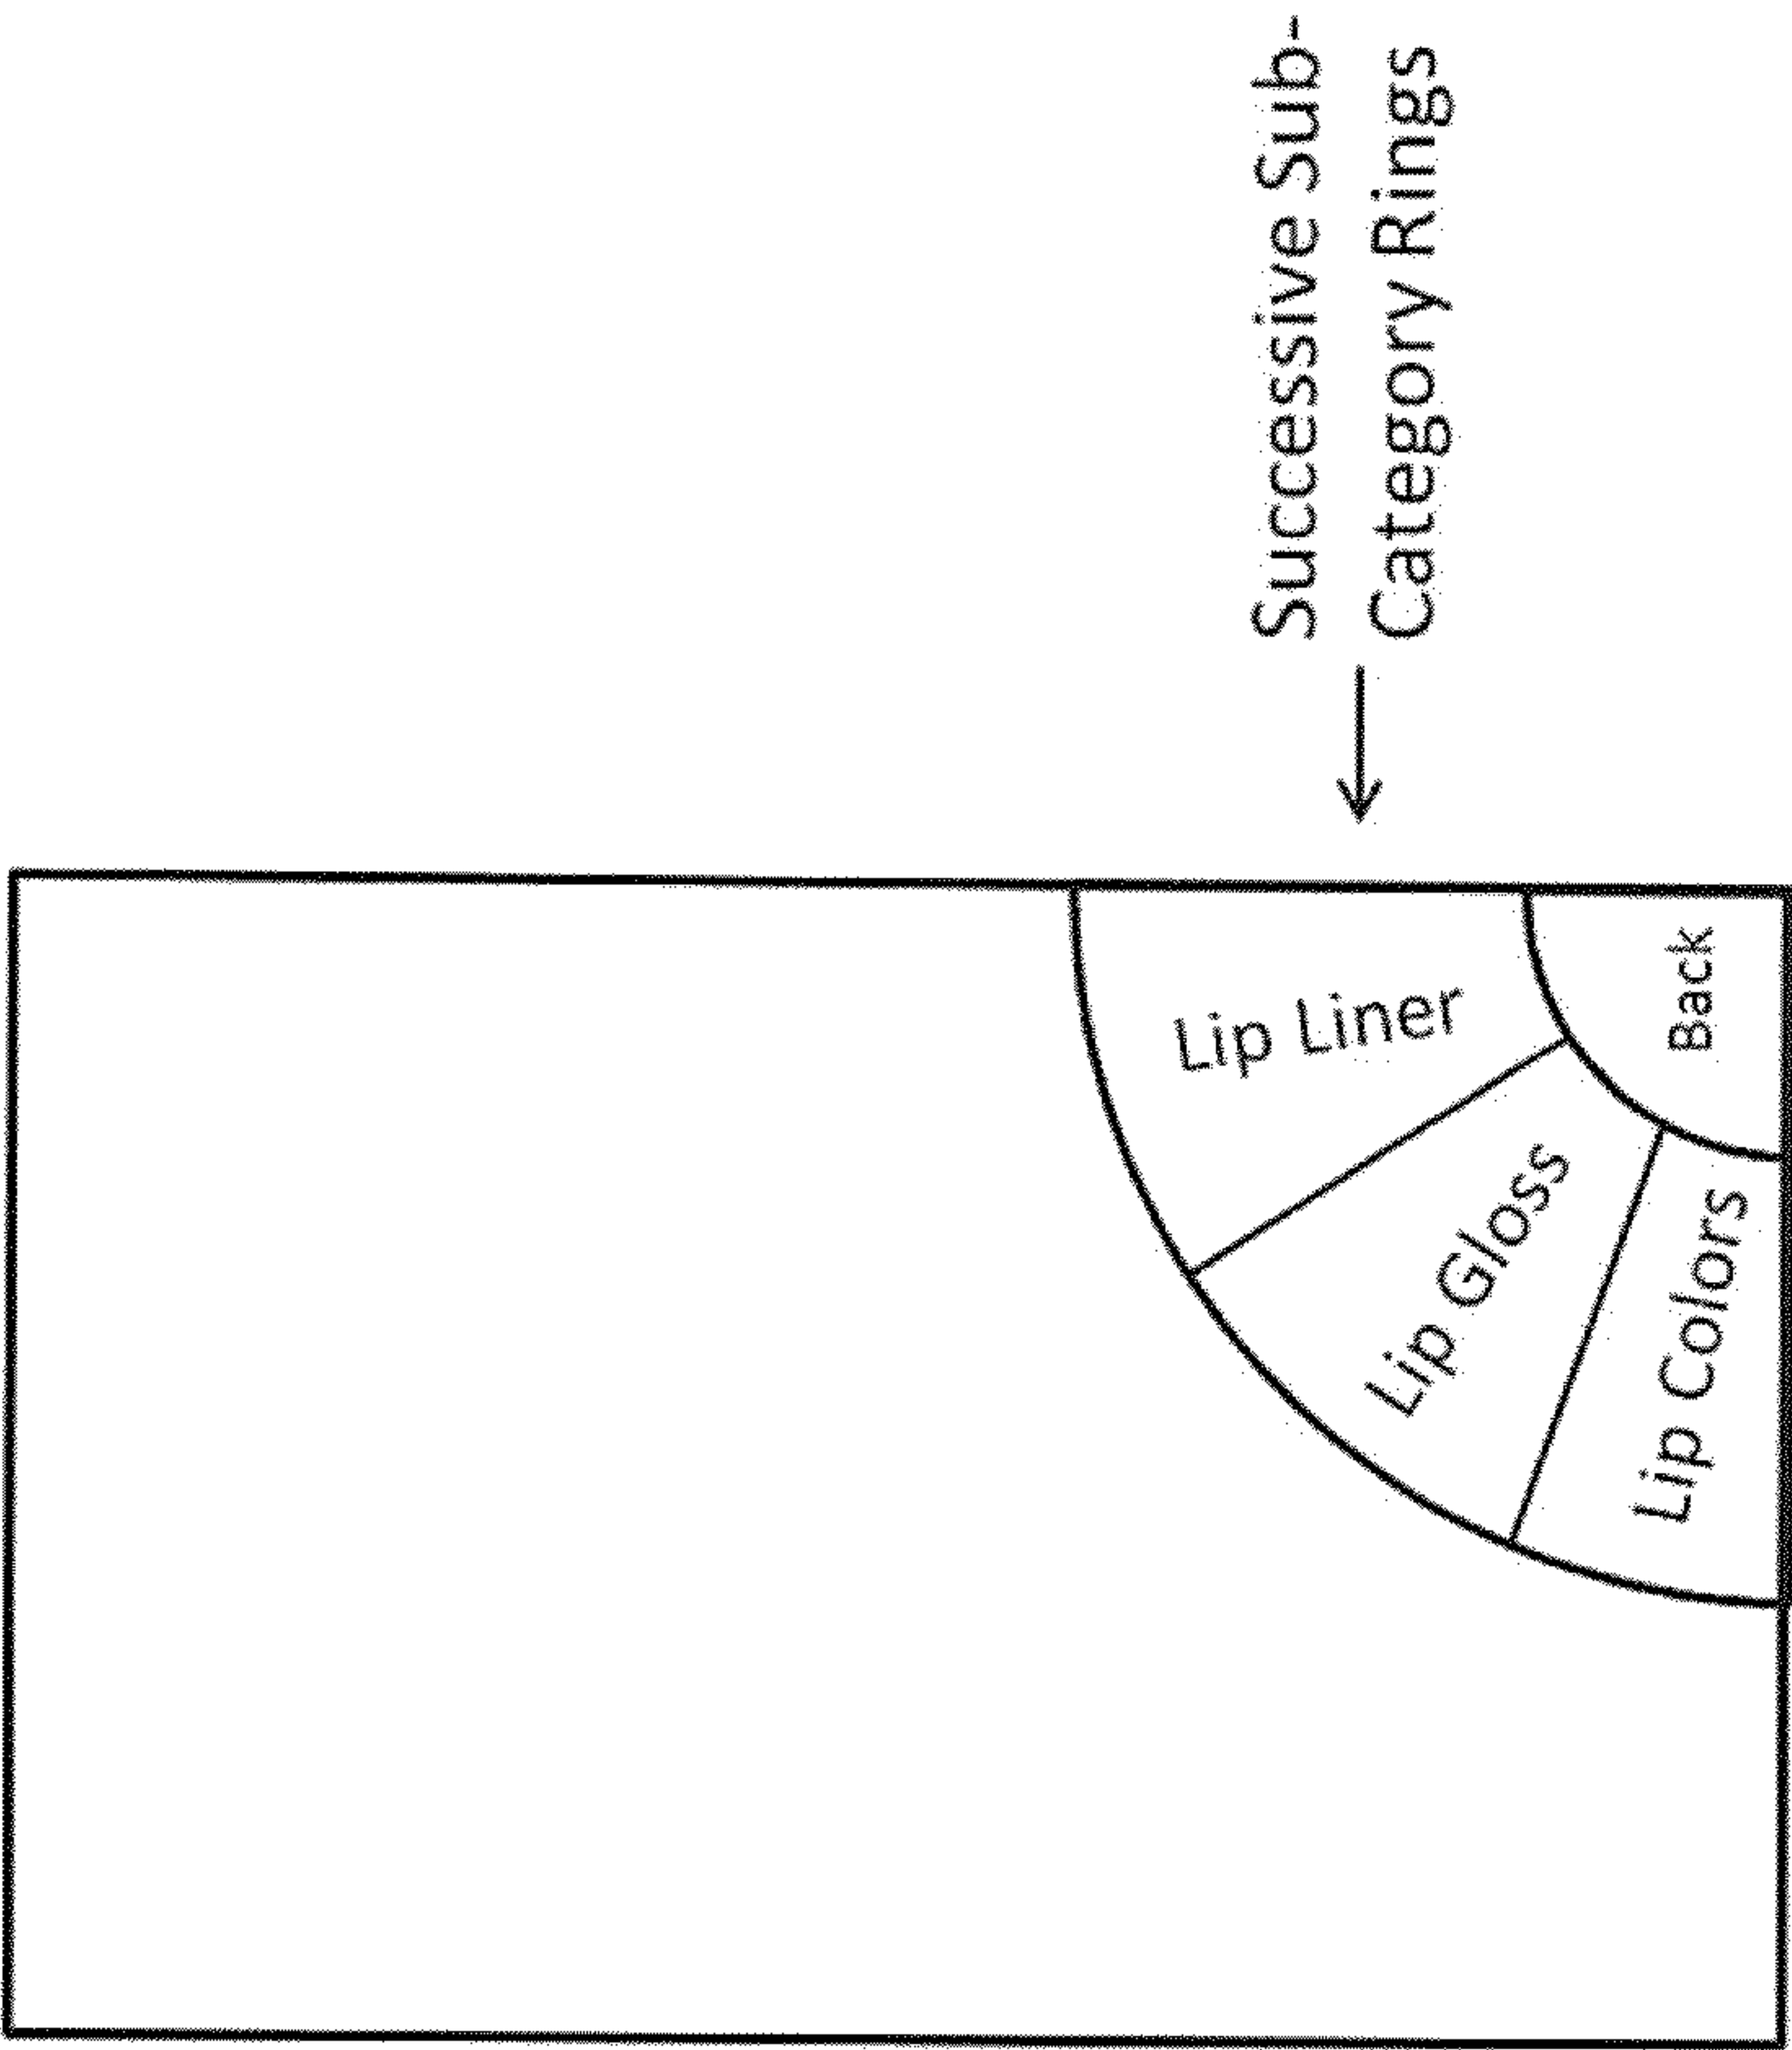 Successive Sub-
Category Rings
Lip Liner
Lip Gloss
Lip Colors
Back